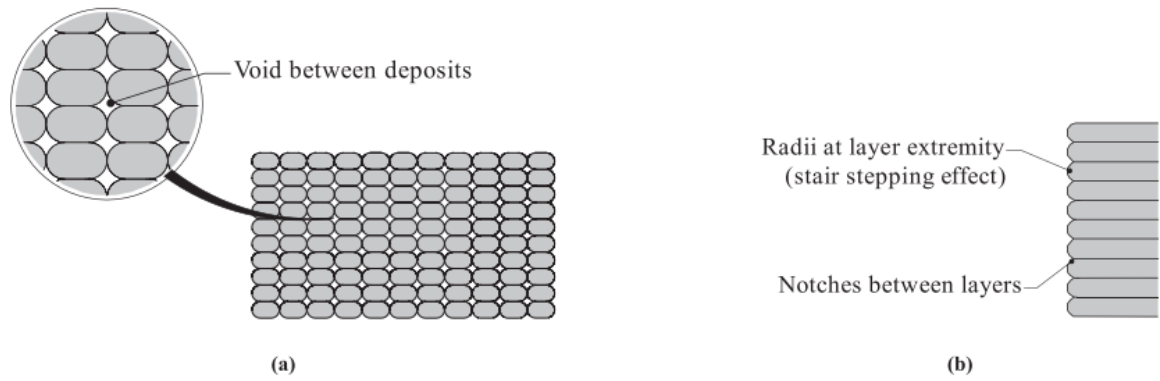 Void between deposits
Radii at layer extremity
(stair stepping effect)
Notches between layers
(a)
(b)